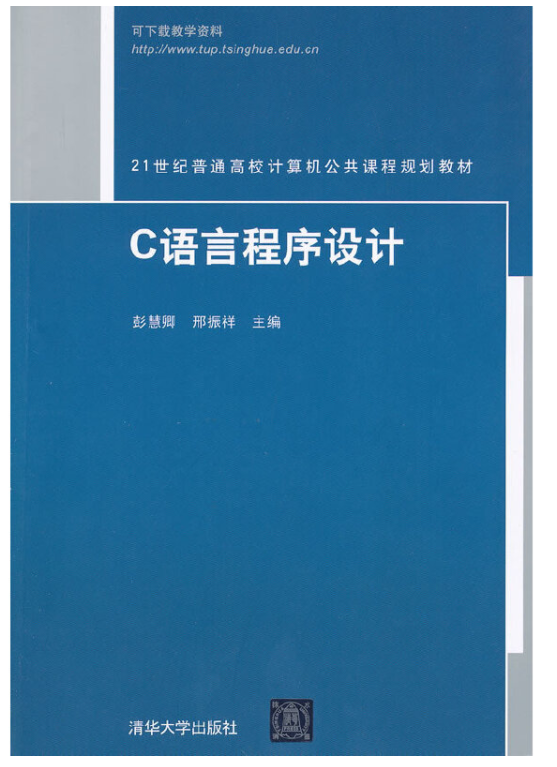 可下载教学资料
http://www.tup.tsinghue.edu.cn
21世纪普通高校计算机公共课程规划教材
C语言程序设计
彭慧卿 邢振祥 主编
清华大学出版社
PRESS